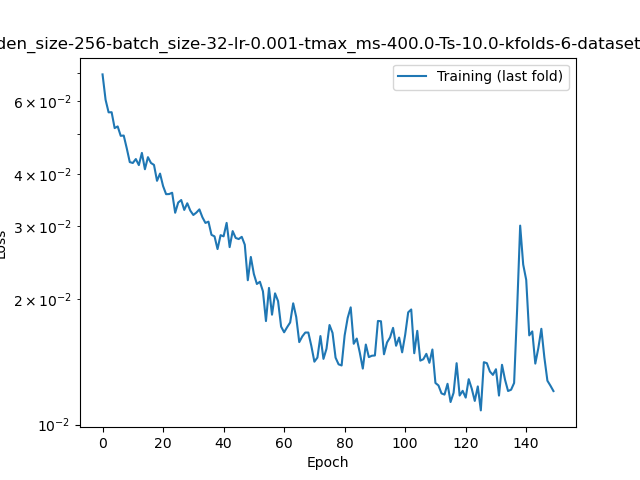 den_size-256-batch_size-32-lr-0.001-tmax_ms-400.0-Ts-10.0-kfolds-6-dataset
Training (last fold)
6 × 10⁻²
4 × 10⁻²
3 × 10⁻²
2 × 10⁻²
10⁻²
Loss
0 20 40 60 80 100 120 140
Epoch